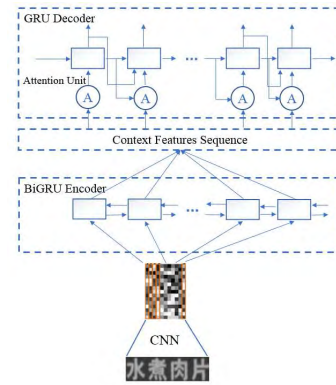 GRU Decoder
...
Attention Unit
A A A A
Context Features Sequence
BiGRU Encoder
...
CNN
水煮肉片